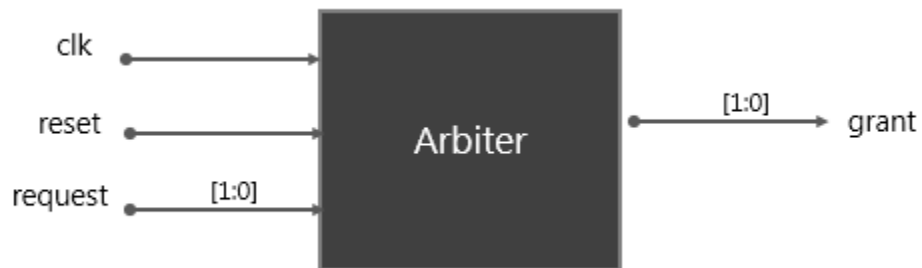 clk
reset
request
[1:0]
Arbiter
[1:0]
grant